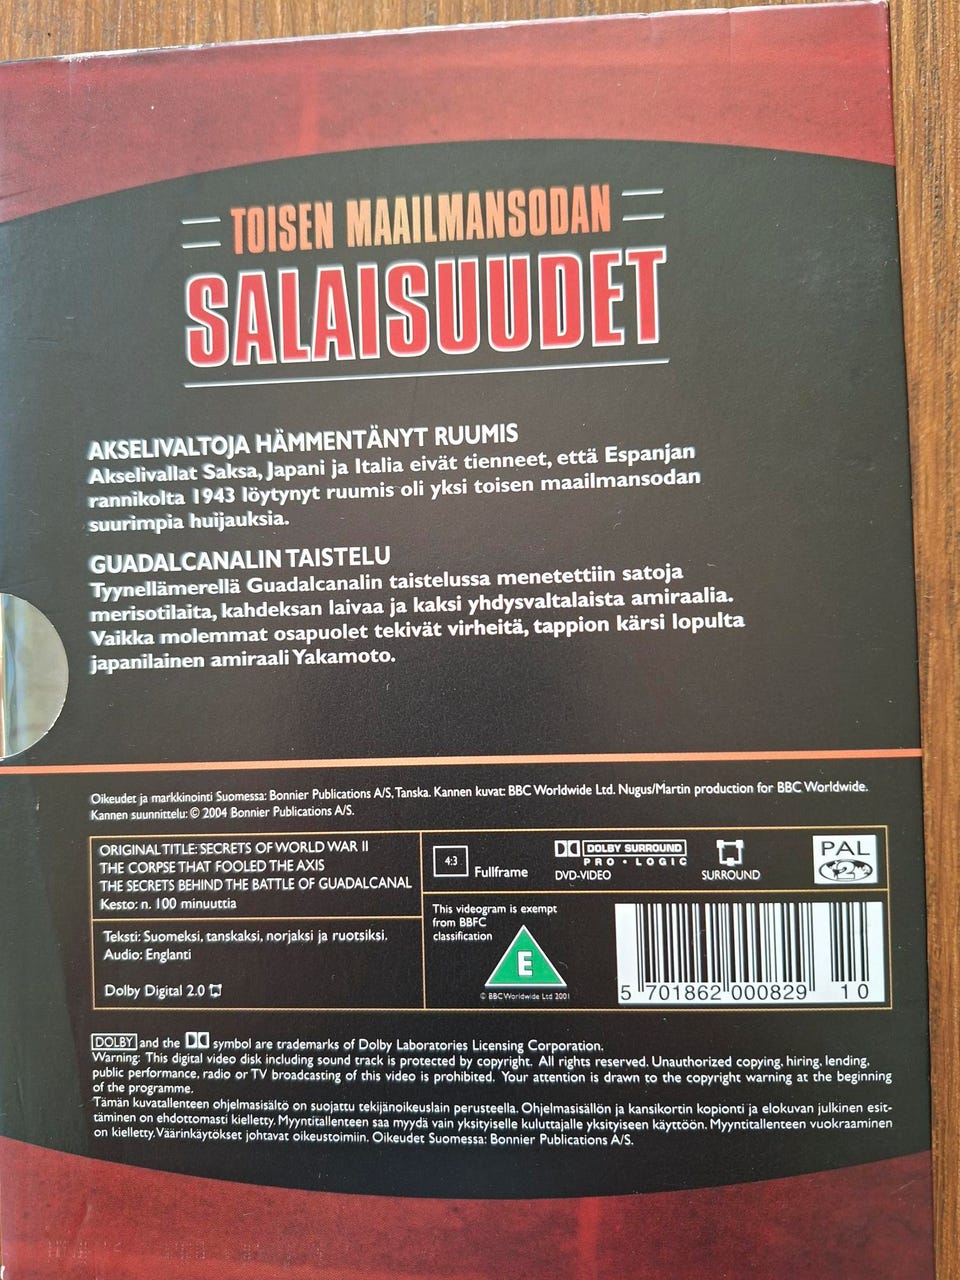 TOISEN MAAILMANSODAN
SALAISUUDET
AKSELIVALTOJA HÄMMENTÄNYT RUUMIS
Akselivallat Saksa, Japani ja Italia eivät tienneet, että Espanjan
rannikolta 1943 löytynyt ruumis oli yksi toisen maailmansodan
suurimpia huijauksia.
GUADALCANALIN TAISTELU
Tyynellämerellä Guadalcanalin taistelussa menetettiin satoja
merisotilaita, kahdeksan laivaa ja kaksi yhdysvaltalaista amiraalia.
Vaikka molemmat osapuolet tekivät virheitä, tappion kärsi lopulta
japanilainen amiraali Yakamoto.
Oikeudet ja markkinointi Suomessa: Bonnier Publications A/S, Tanska. Kannen kuvat: BBC Worldwide Ltd. Nugus/Martin production for BBC Worldwide.
Kannen suunnittelu: © 2004 Bonnier Publications A/S.
ORIGINAL TITLE: SECRETS OF WORLD WAR II
THE CORPSE THAT FOOLED THE AXIS
THE SECRETS BEHIND THE BATTLE OF GUADALCANAL
Kesto: n. 100 minuuttia
Teksti: Suomeksi, tanskaksi, norjaksi ja ruotsiksi.
Audio: Englanti
Dolby Digital 2.0
4:3
Fullframe
DOLBY SURROUND
PRO • LOGIC
DVD-VIDEO
SURROUND
PAL
2
This videogram is exempt
from BBFC
classification
E
© BBC Worldwide Ltd 2001
5 701862 000829 10
DOLBY and the symbol are trademarks of Dolby Laboratories Licensing Corporation.
Warning: This digital video disk including sound track is protected by copyright. All rights reserved. Unauthorized copying, hiring, lending,
public performance, radio or TV broadcasting of this video is prohibited. Your attention is drawn to the copyright warning at the beginning
of the programme.
Tämän kuvatallenteen ohjelmasisältö on suojattu tekijänoikeuslain perusteella. Ohjelmasisällön ja kansikortin kopionti ja elokuvan julkinen esit-
täminen on ehdottomasti kielletty. Myyntitallenteen saa myydä vain yksityiselle kuluttajalle yksityiseen käyttöön. Myyntitallenteen vuokraaminen
on kielletty. Väärinkäytökset johtavat oikeustoimiin. Oikeudet Suomessa: Bonnier Publications A/S.